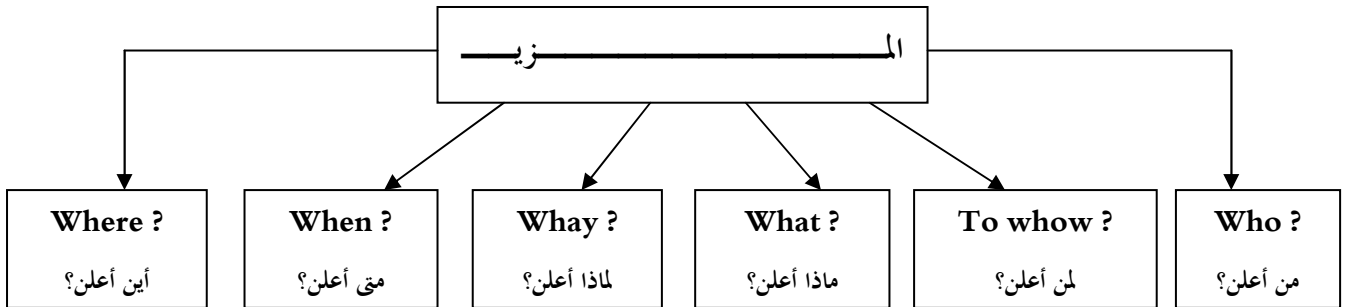 المــــــــــــزيــــ
Who ?
من أعلن؟
To whow ?
لمن أعلن؟
What ?
ماذا أعلن؟
Whay ?
لماذا أعلن؟
When ?
متى أعلن؟
Where ?
أين أعلن؟